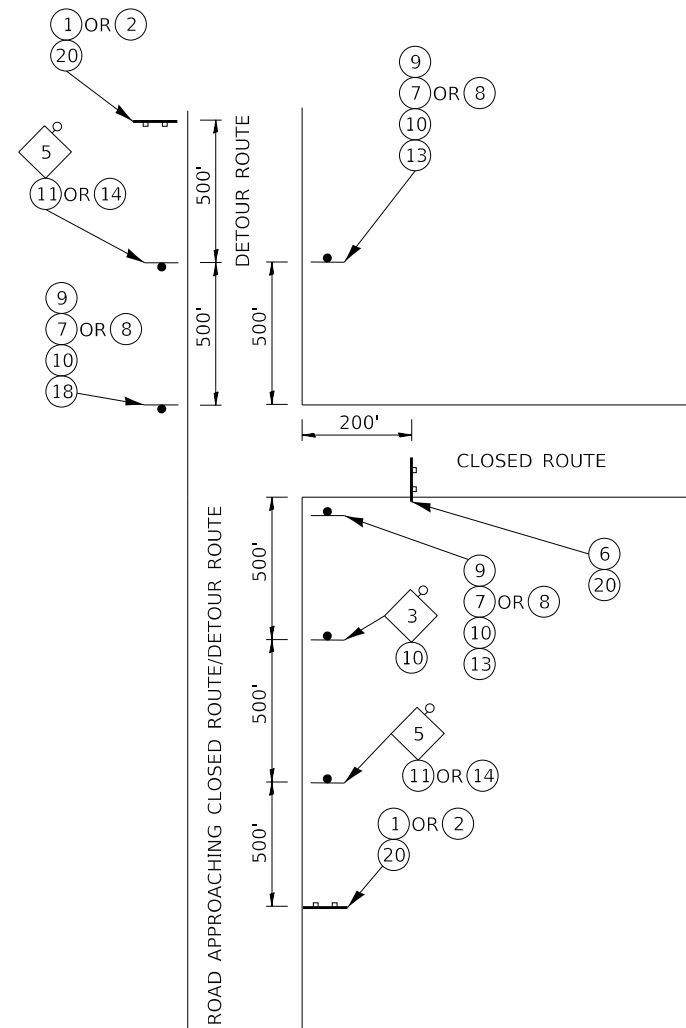 1 OR 2
20
5
11 OR 14
9
7 OR 8
10
18
500'
500'
DETOUR ROUTE
500'
9
7 OR 8
10
13
200'
CLOSED ROUTE
6
20
ROAD APPROACHING CLOSED ROUTE/DETOUR ROUTE
500'
500'
500'
9
7 OR 8
10
13
3
10
5
11 OR 14
1 OR 2
20